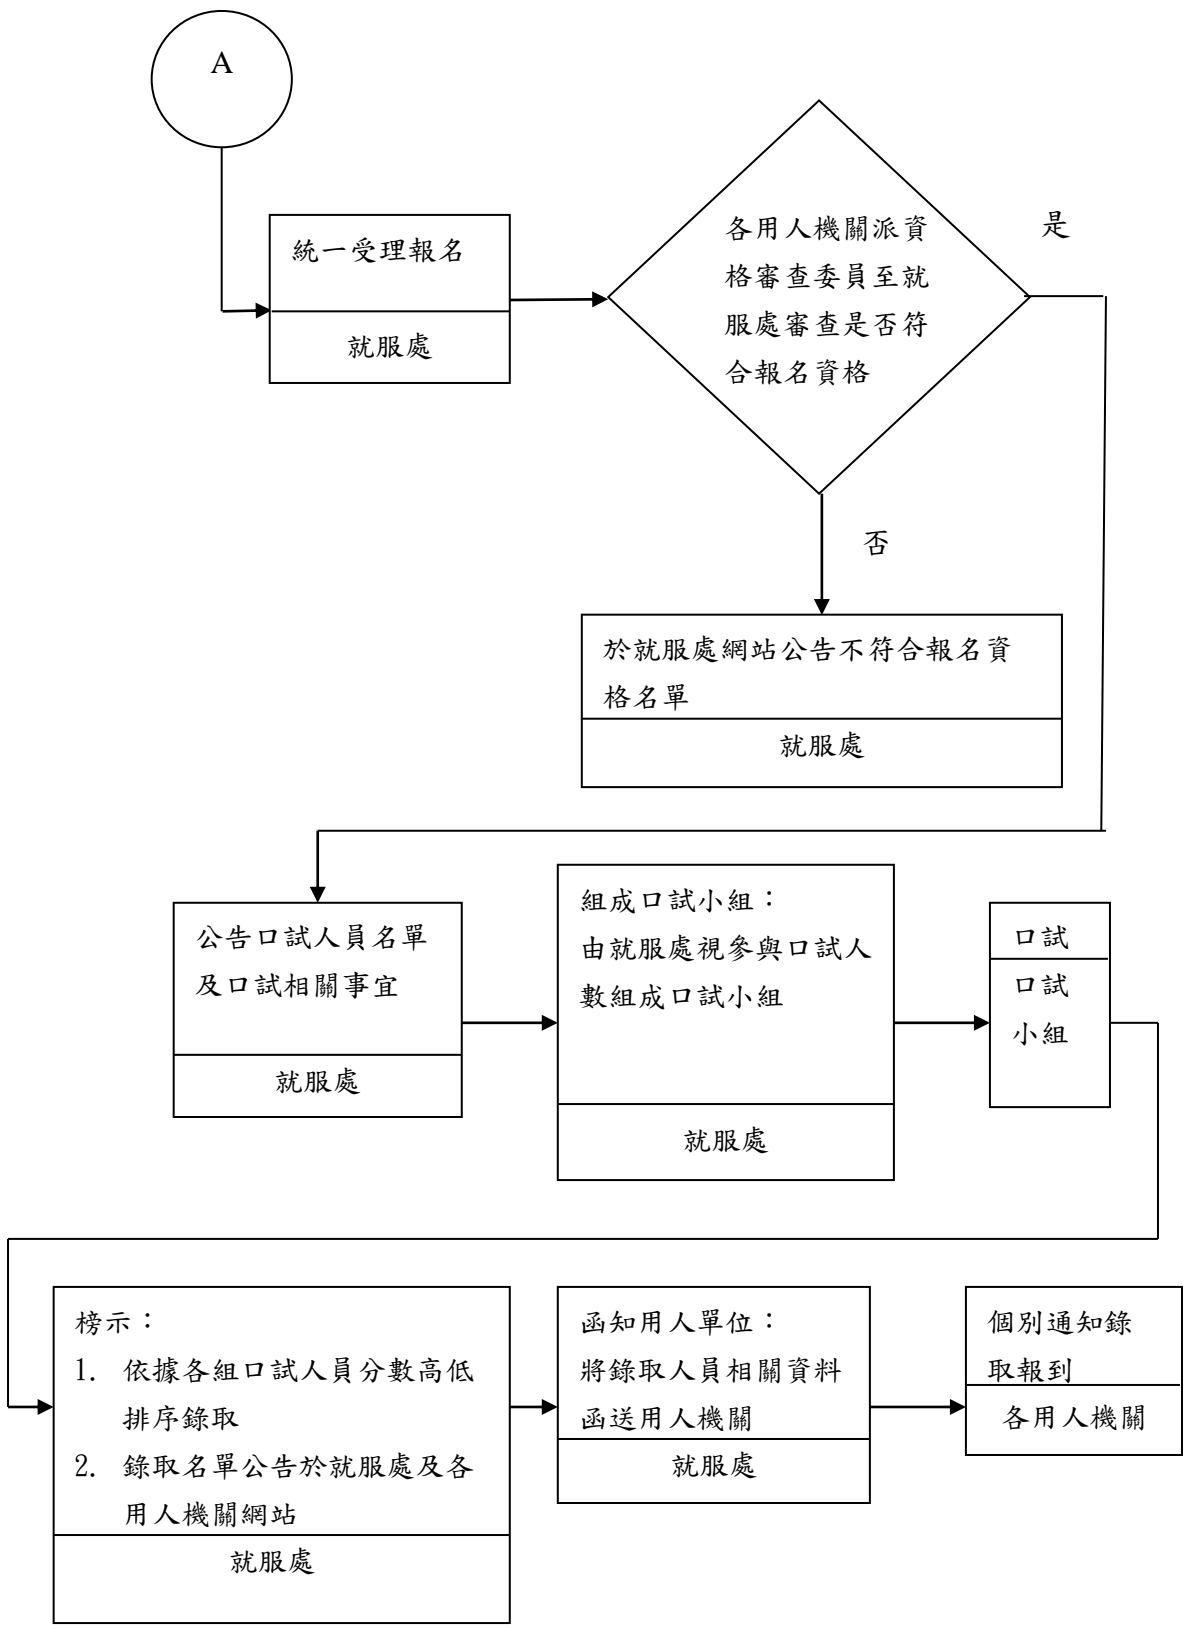 A
統一受理報名
就服處
各用人機關派資
格審查委員至就
服處審查是否符
合報名資格
是
否
於就服處網站公告不符合報名資
格名單
就服處
公告口試人員名單
及口試相關事宜
就服處
組成口試小組：
由就服處視參與口試人
數組成口試小組
就服處
口試
口試
小組
榜示：
1. 依據各組口試人員分數高低
排序錄取
2. 錄取名單公告於就服處及各
用人機關網站
就服處
函知用人單位：
將錄取人員相關資料
函送用人機關
就服處
個別通知錄
取報到
各用人機關